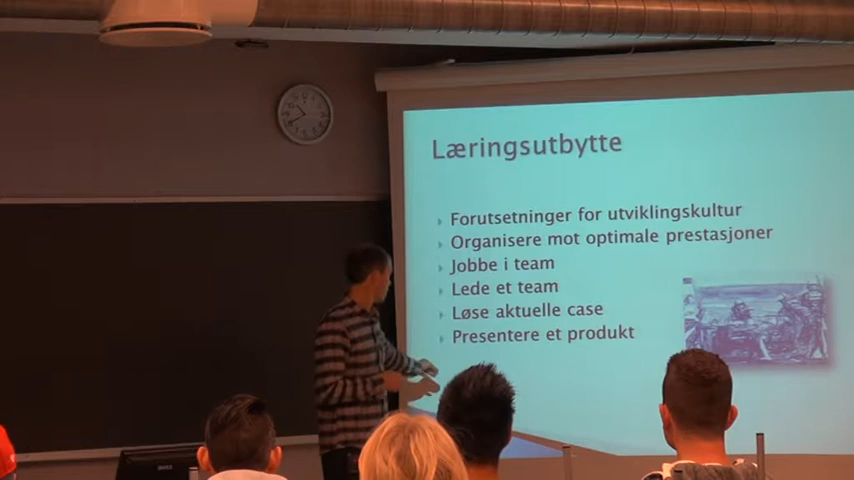 Læringsutbytte
Forutsetninger for utviklingskultur
Organisere mot optimale prestasjoner
Jobbe i team
Lede et team
Løse aktuelle case
Presentere et produkt